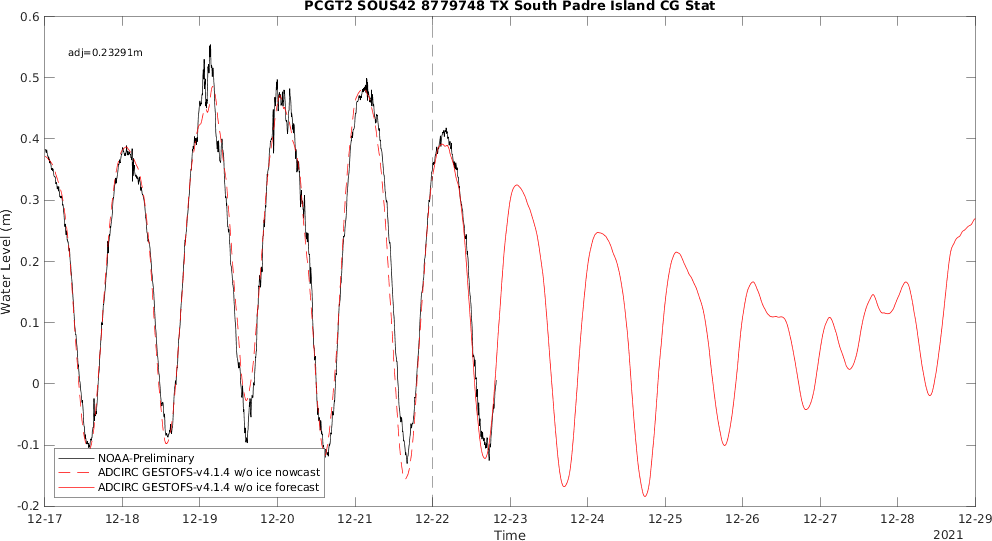 PCGT2 SOUS42 8779748 TX South Padre Island CG Stat
adj=0.23291m
Water Level (m)
0.6
0.5
0.4
0.3
0.2
0.1
0
-0.1
-0.2
NOAA-Preliminary
ADCIRC GESTOFS-v4.1.4 w/o ice nowcast
ADCIRC GESTOFS-v4.1.4 w/o ice forecast
12-17 12-18 12-19 12-20 12-21 12-22 12-23 12-24 12-25 12-26 12-27 12-28 12-29
Time
2021